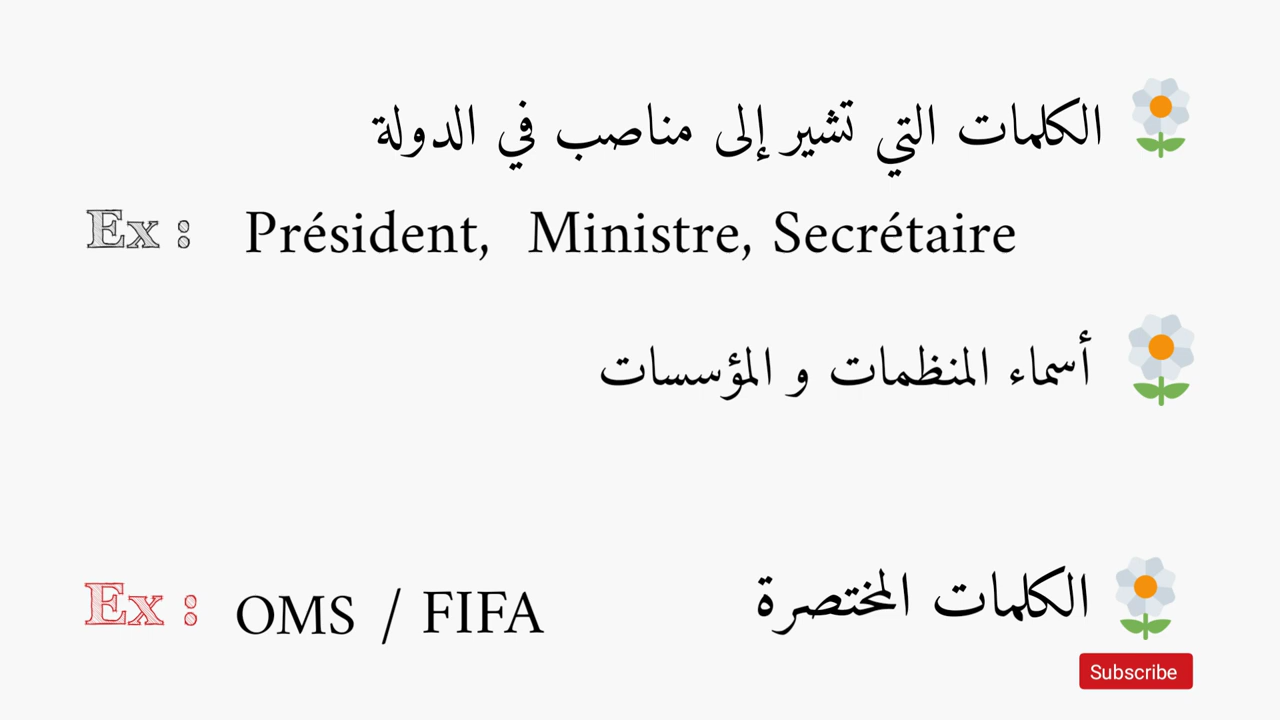 الكلمات التي تشير إلى مناصب في الدولة
Ex : Président, Ministre, Secrétaire
أسماء المنظمات و المؤسسات
الكلمات المختصرة
Ex : OMS / FIFA
Subscribe